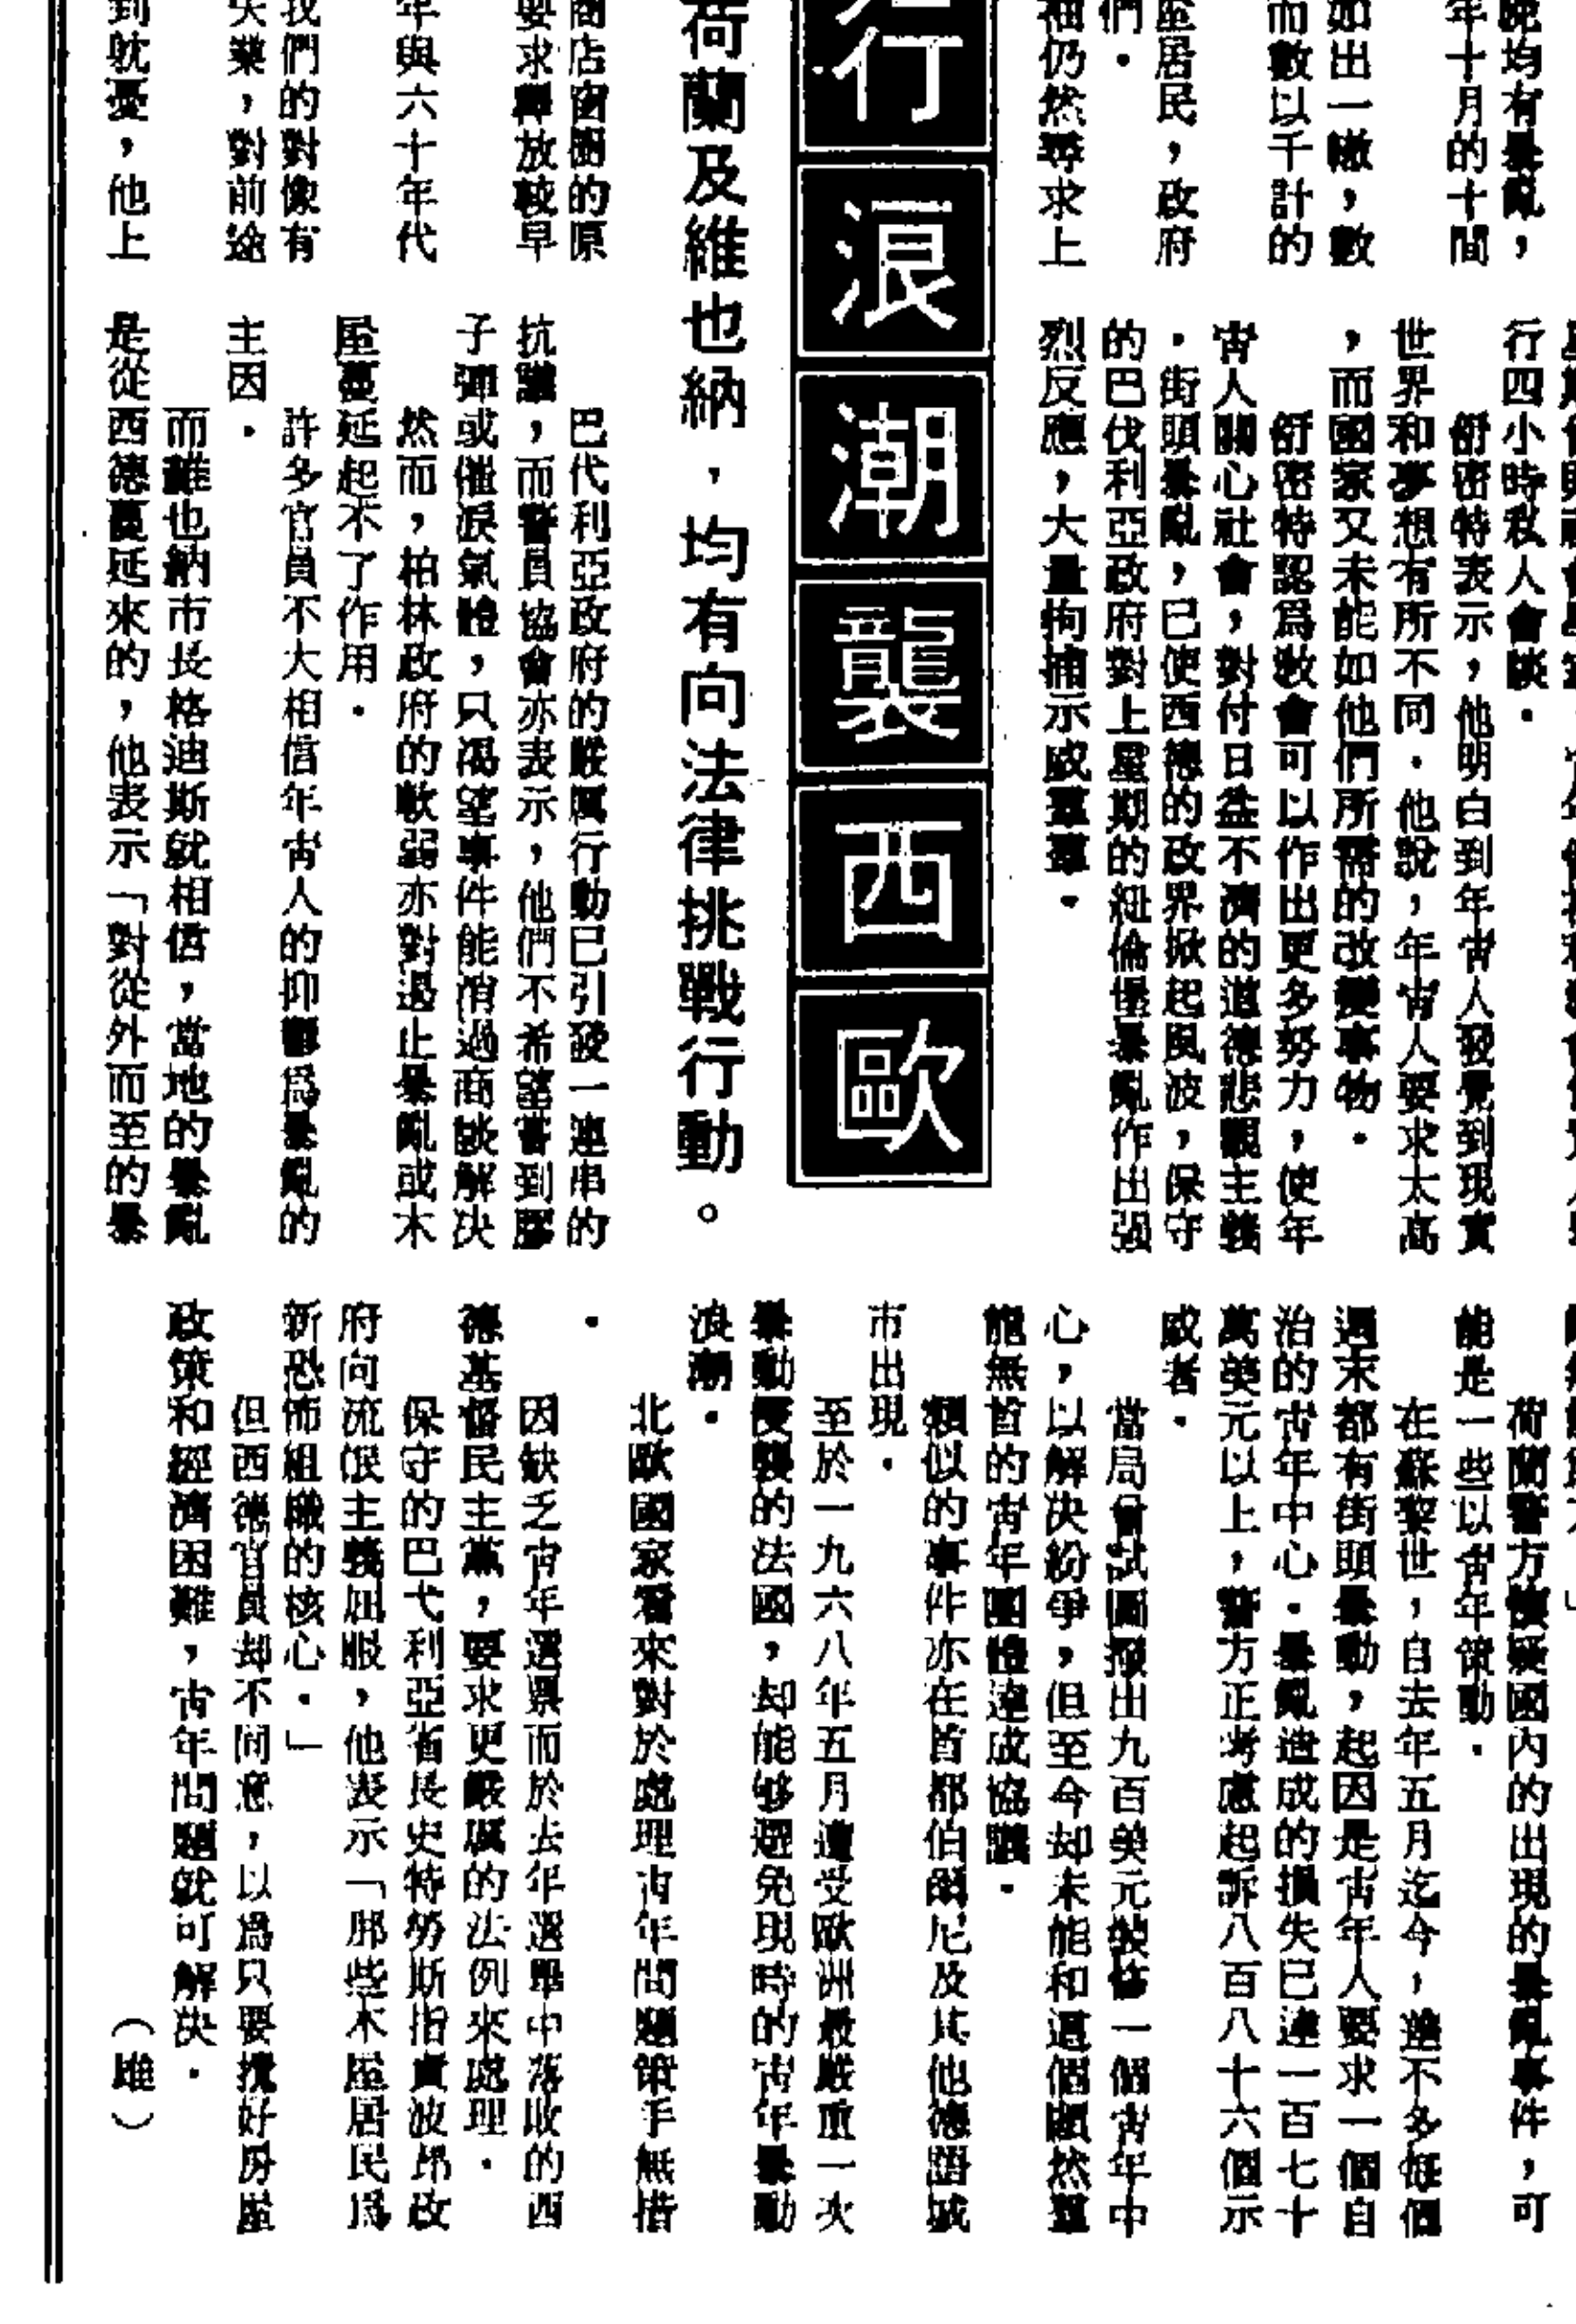 晚均有暴亂，
年十月的十間
如出一轍，數
而數以千計的
屋居民，政府
們．
袖仍然尋求上
行四小時私人會談．
舒密特表示，他明白到年青人發覺到現實
世界和夢想有所不同．他說，年青人要求太高
，而國家又未能如他們所需的改變事物．
舒密特認爲教會可以作出更多努力，使年
青人關心社會，對付日益不濟的道德悲觀主義
．街頭暴亂，已使西德的政界掀起風波，保守
的巴伐利亞政府對上星期的紐倫堡暴亂作出强
烈反應，大量拘捕示威羣衆．
行浪潮襲西歐
荷蘭及維也納，均有向法律挑戰行動。
商店窗櫥的原
要求釋放較早
年與六十年代
我們的對像有
失業，對前途
到躭憂，他上
巴代利亞政府的嚴厲行動已引發一連串的
抗議，而警員協會亦表示，他們不希望看到膠
子彈或催淚氣體，只渴望事件能消過商談解决
然而，柏林政府的軟弱亦對遏止暴亂或木
屋蔓延起不了作用．
許多官員不大相信年青人的抑鬱爲暴亂的
主因．
而維也納市長格迪斯就相信，當地的暴亂
是從西德蔓延來的，他表示「對從外而至的暴
荷蘭警方懷疑國內的出現的暴亂事件，可
能是一些以青年策動．
在蘇黎世，自去年五月迄今，差不多每個
週末都有街頭暴動，起因是青年人要求一個自
治的青年中心．暴亂造成的損失已達一百七十
萬美元以上，警方正考慮起訴八百八十六個示
威者．
當局曾試圖撥出九百美元裝修一個青年中
心，以解决紛爭，但至今却未能和這個顯然羣
龍無首的青年團體達成協議．
類似的事件亦在首都伯爾尼及其他德語城
市出現．
至於一九六八年五月遭受歐洲最嚴重一次
暴動侵襲的法國，却能够避免現時的青年暴動
浪潮．
北歐國家看來對於處理青年問題策手無措
．
因缺乏青年選票而於去年選舉中落敗的西
德基督民主黨，要求更嚴厲的法例來處理．
保守的巴弋利亞省長史特勞斯指責波昂政
府向流氓主義屈服，他表示「那些木屋居民爲
新恐怖組織的核心．」
但西德官員却不同意，以爲只要攪好房屋
政策和經濟困難，青年問題就可解决．
（雎）